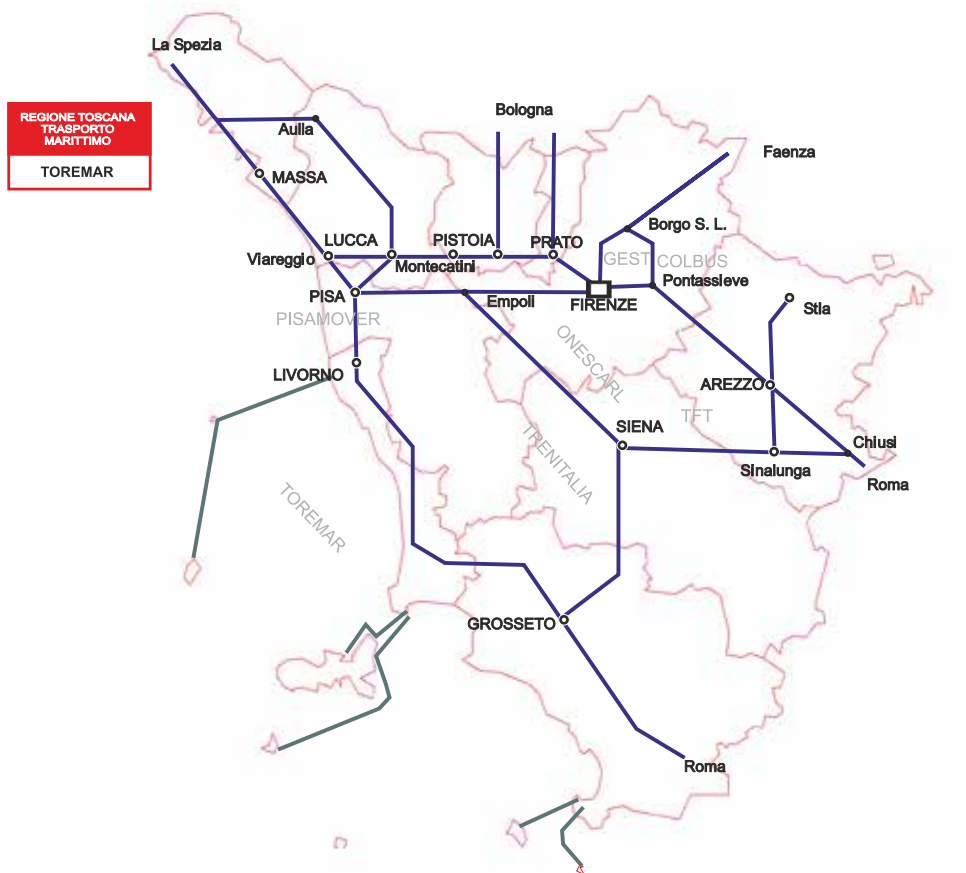 La Spezia
REGIONE TOSCANA
TRASPORTO
MARITTIMO
TOREMAR
Bologna
Aulla
Faenza
MASSA
Borgo S. L.
LUCCA
PISTOIA
PRATO
Viareggio
Montecatini
GEST
COLBUS
Pontassieve
PISA
Empoli
FIRENZE
Stia
PISAMOVER
ONESCARL
LIVORNO
AREZZO
TFT
SIENA
TRENITALIA
Chiusi
Sinalunga
Roma
TOREMAR
GROSSETO
Roma